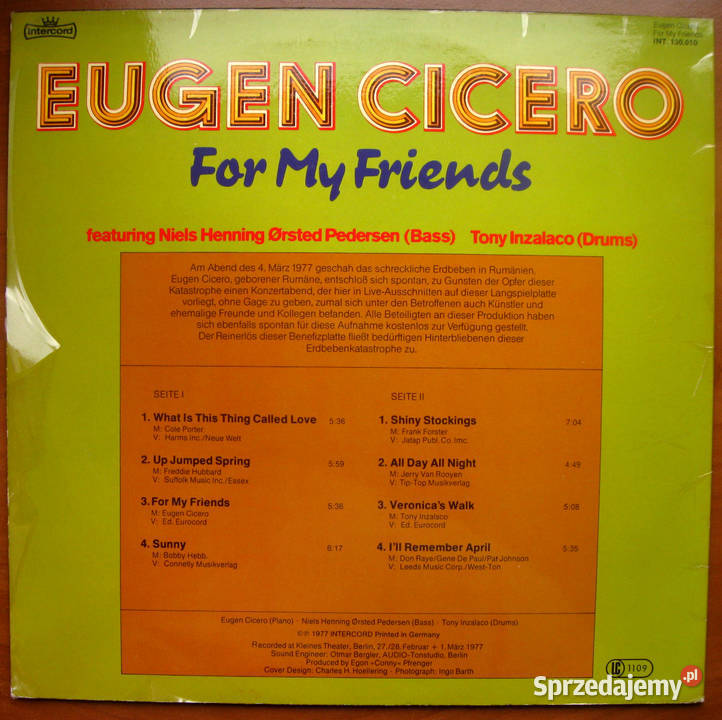 intercord
Eugen Cicero
For My Friends
INT. 130.010
EUGEN CICERO
For My Friends
featuring Niels Henning Ørsted Pedersen (Bass) Tony Inzalaco (Drums)
Am Abend des 4. März 1977 geschah das schreckliche Erdbeben in Rumänien.
Eugen Cicero, geborener Rumäne, entschloß sich spontan, zu Gunsten der Opfer dieser
Katastrophe einen Konzertabend, der hier in Live-Ausschnitten auf dieser Langspielplatte
vorliegt, ohne Gage zu geben, zumal sich unter den Betroffenen auch Künstler und
ehemalige Freunde und Kollegen befanden. Alle Beteiligten an dieser Produktion haben
sich ebenfalls spontan für diese Aufnahme kostenlos zur Verfügung gestellt.
Der Reinerlös dieser Benefizplatte fließt bedürftigen Hinterbliebenen dieser
Erdbebenkatastrophe zu.
SEITE I
1. What Is This Thing Called Love 5:36
M: Cole Porter
V: Harms Inc./Neue Welt
2. Up Jumped Spring 5:59
M: Freddie Hubbard
V: Suffolk Music Inc./Essex
3. For My Friends 5:36
M: Eugen Cicero
V: Ed. Eurocord
4. Sunny 6:17
M: Bobby Hebb.
V: Connelly Musikverlag
SEITE II
1. Shiny Stockings 7:04
M: Frank Forster
V: Jatap Publ. Co. Imc.
2. All Day All Night 4:49
M: Jerry Van Rooyen
V: Tip-Top Musikverlag
3. Veronica's Walk 5:08
M: Tony Inzalaco
V: Ed. Eurocord
4. I'll Remember April 5:35
M: Don Raye/Gene De Paul/Pat Johnson
V: Leeds Music Corp./West-Ton
Eugen Cicero (Piano) · Niels Henning Ørsted Pedersen (Bass) · Tony Inzalaco (Drums)
©℗ 1977 INTERCORD Printed in Germany
Recorded at Kleines Theater, Berlin, 27./28. Februar + 1. März 1977
Sound Engineer: Otmar Bergler, AUDIO-Tonstudio, Berlin
Produced by Egon »Conny« Pfrenger
Cover Design: Charles H. Hoellering · Photograph: Ingo Barth
LC 1109
Sprzedajemy.pl